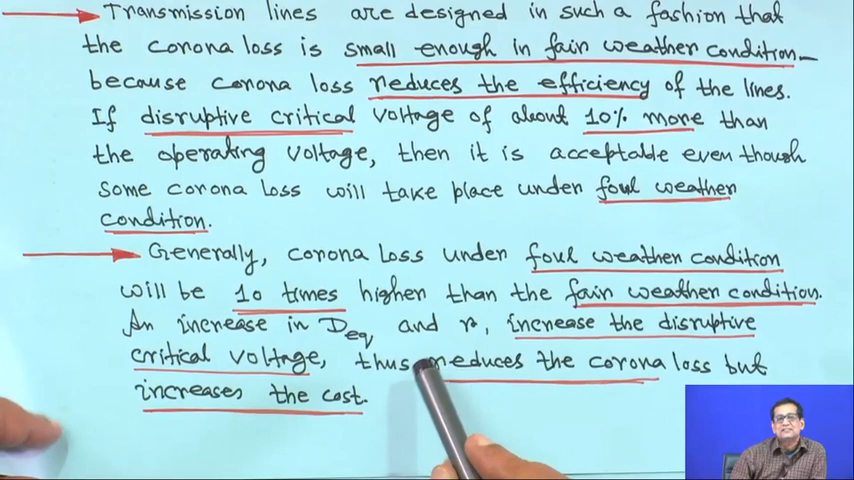 Transmission lines are designed in such a fashion that
the corona loss is small enough in fair weather condition
because corona loss reduces the efficiency of the lines.
If disruptive critical voltage of about 10% more than
the operating voltage, then it is acceptable even though
some corona loss will take place under foul weather
condition.
Generally, corona loss under foul weather condition
will be 10 times higher than the fair weather condition.
An increase in Deq and r, increase the disruptive
critical voltage, thus reduces the corona loss but
increases the cost.